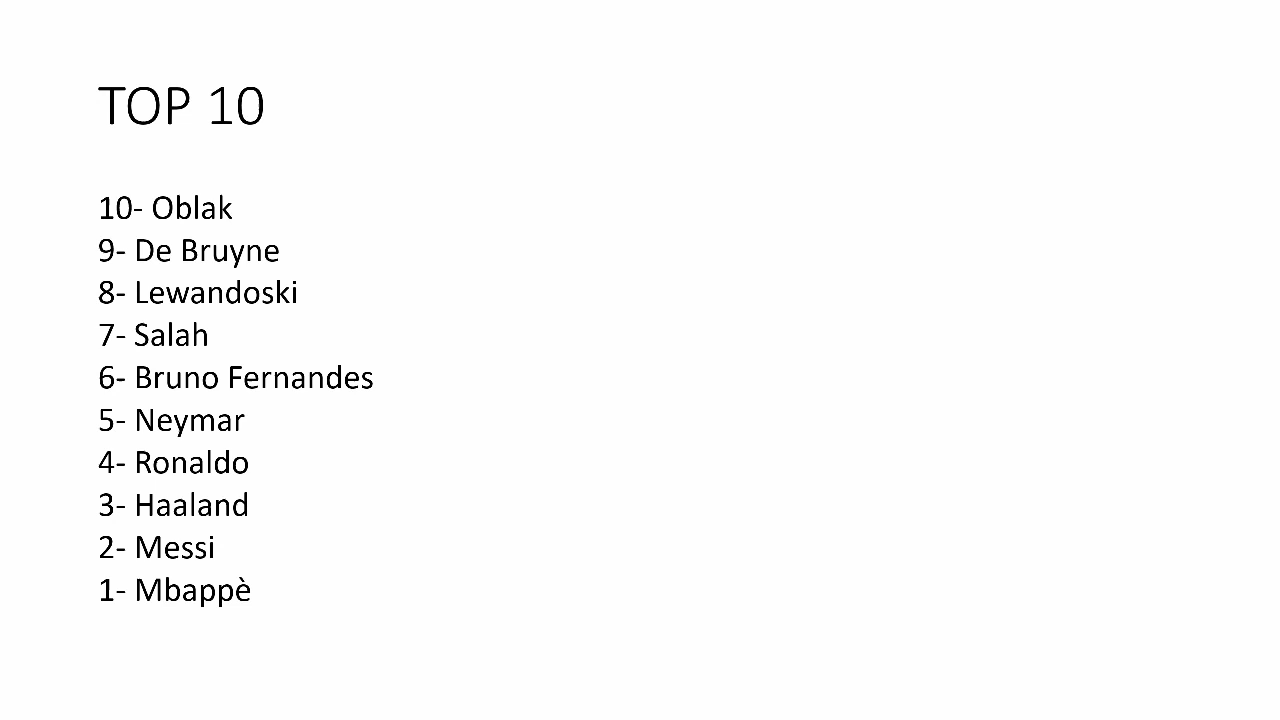 TOP 10
10- Oblak
9- De Bruyne
8- Lewandoski
7- Salah
6- Bruno Fernandes
5- Neymar
4- Ronaldo
3- Haaland
2- Messi
1- Mbappè